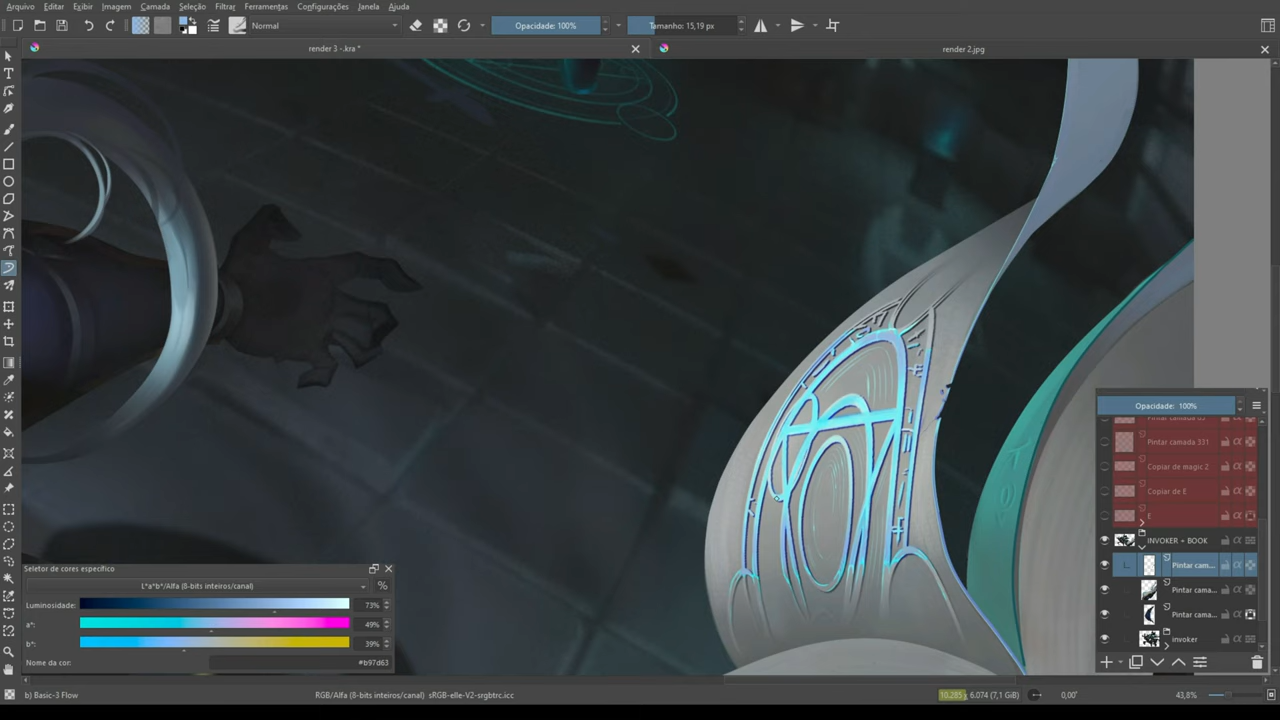 Arquivo Editar Exibir Imagem Camada Seleção Filtrar Ferramentas Configurações Janela Ajuda
Normal Opacidade: 100% Tamanho: 15,19 px
render 3 -.kra * render 2.jpg
Opacidade: 100%
Pintar camada 331
Copiar de magic 2
Copiar de E
E
INVOKER + BOOK
Pintar cam...
Pintar cama...
Pintar cama...
invoker
Seletor de cores específico
L*a*b*/Alfa (8-bits inteiros/canal) %
Luminosidade: 73%
a*: 49%
b*: 39%
Nome da cor: #b97d63
b) Basic-3 Flow RGB/Alfa (8-bits inteiros/canal) sRGB-elle-V2-srgbtrc.icc 10.285 x 6.074 (7,1 GiB) 0,00° 43,8%